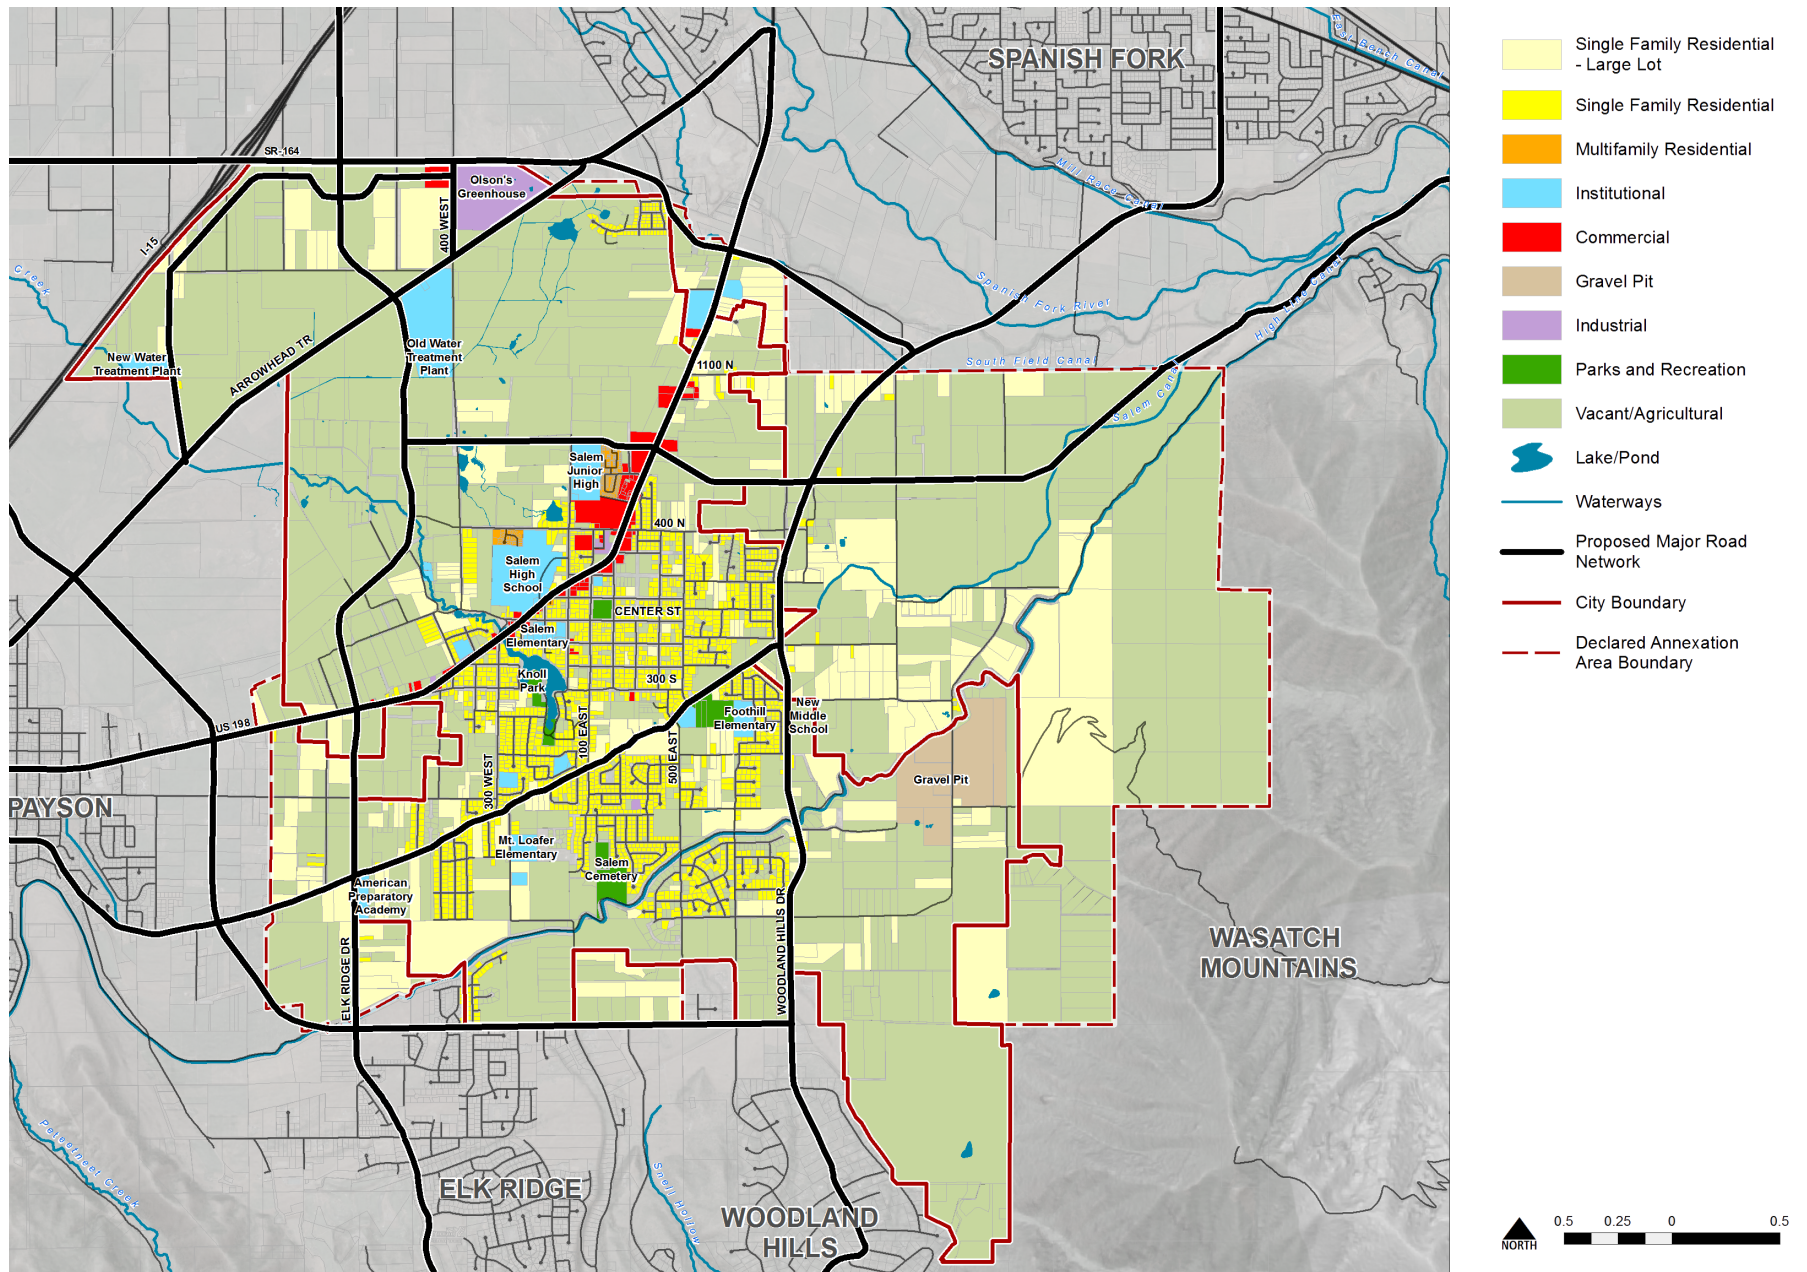 SPANISH FORK
East Bench Canal
Mill Race Canal
SR-164
Olson's
Greenhouse
400 WEST
I-15
Creek
Spanish Fork River
High Line Canal
South Field Canal
Salem Canal
New Water
Treatment Plant
ARROWHEAD TR
Old Water
Treatment
Plant
1100 N
Salem
Junior
High
400 N
Salem
High
School
CENTER ST
Salem
Elementary
Knoll
Park
300 S
US 198
100 EAST
500 EAST
300 WEST
Foothill
Elementary
New
Middle
School
Gravel Pit
PAYSON
Mt. Loafer
Elementary
Salem
Cemetery
American
Preparatory
Academy
ELK RIDGE DR
WOODLAND HILLS DR
WASATCH
MOUNTAINS
Peteetneet Creek
ELK RIDGE
Snell Hollow
WOODLAND
HILLS
Single Family Residential
- Large Lot
Single Family Residential
Multifamily Residential
Institutional
Commercial
Gravel Pit
Industrial
Parks and Recreation
Vacant/Agricultural
Lake/Pond
Waterways
Proposed Major Road
Network
City Boundary
Declared Annexation
Area Boundary
NORTH
0.5 0.25 0 0.5